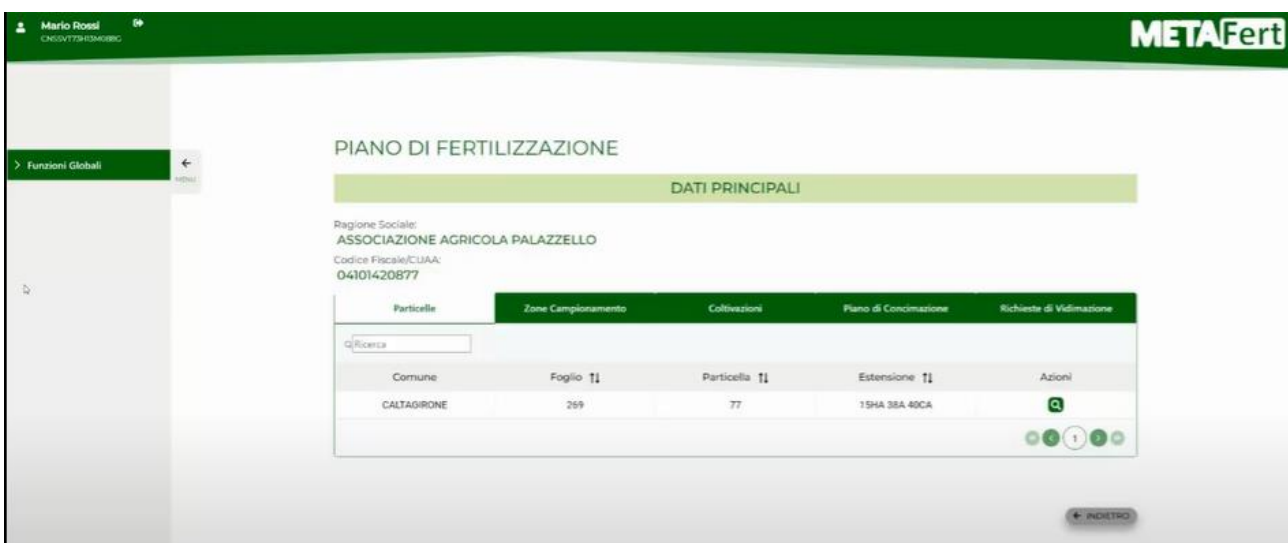 Mario Rossi
METAFert
Funzioni Globali
MENU
PIANO DI FERTILIZZAZIONE
DATI PRINCIPALI
Ragione Sociale:
ASSOCIAZIONE AGRICOLA PALAZZELLO
Codice Fiscale/CUAA:
04101420877
Particelle Zone Campionamento Coltivazioni Piano di Concimazione Richieste di Vidimazione
Ricerca
Comune Foglio Particella Estensione Azioni
CALTAGIRONE 269 77 15HA 38A 40CA
1
INDIETRO